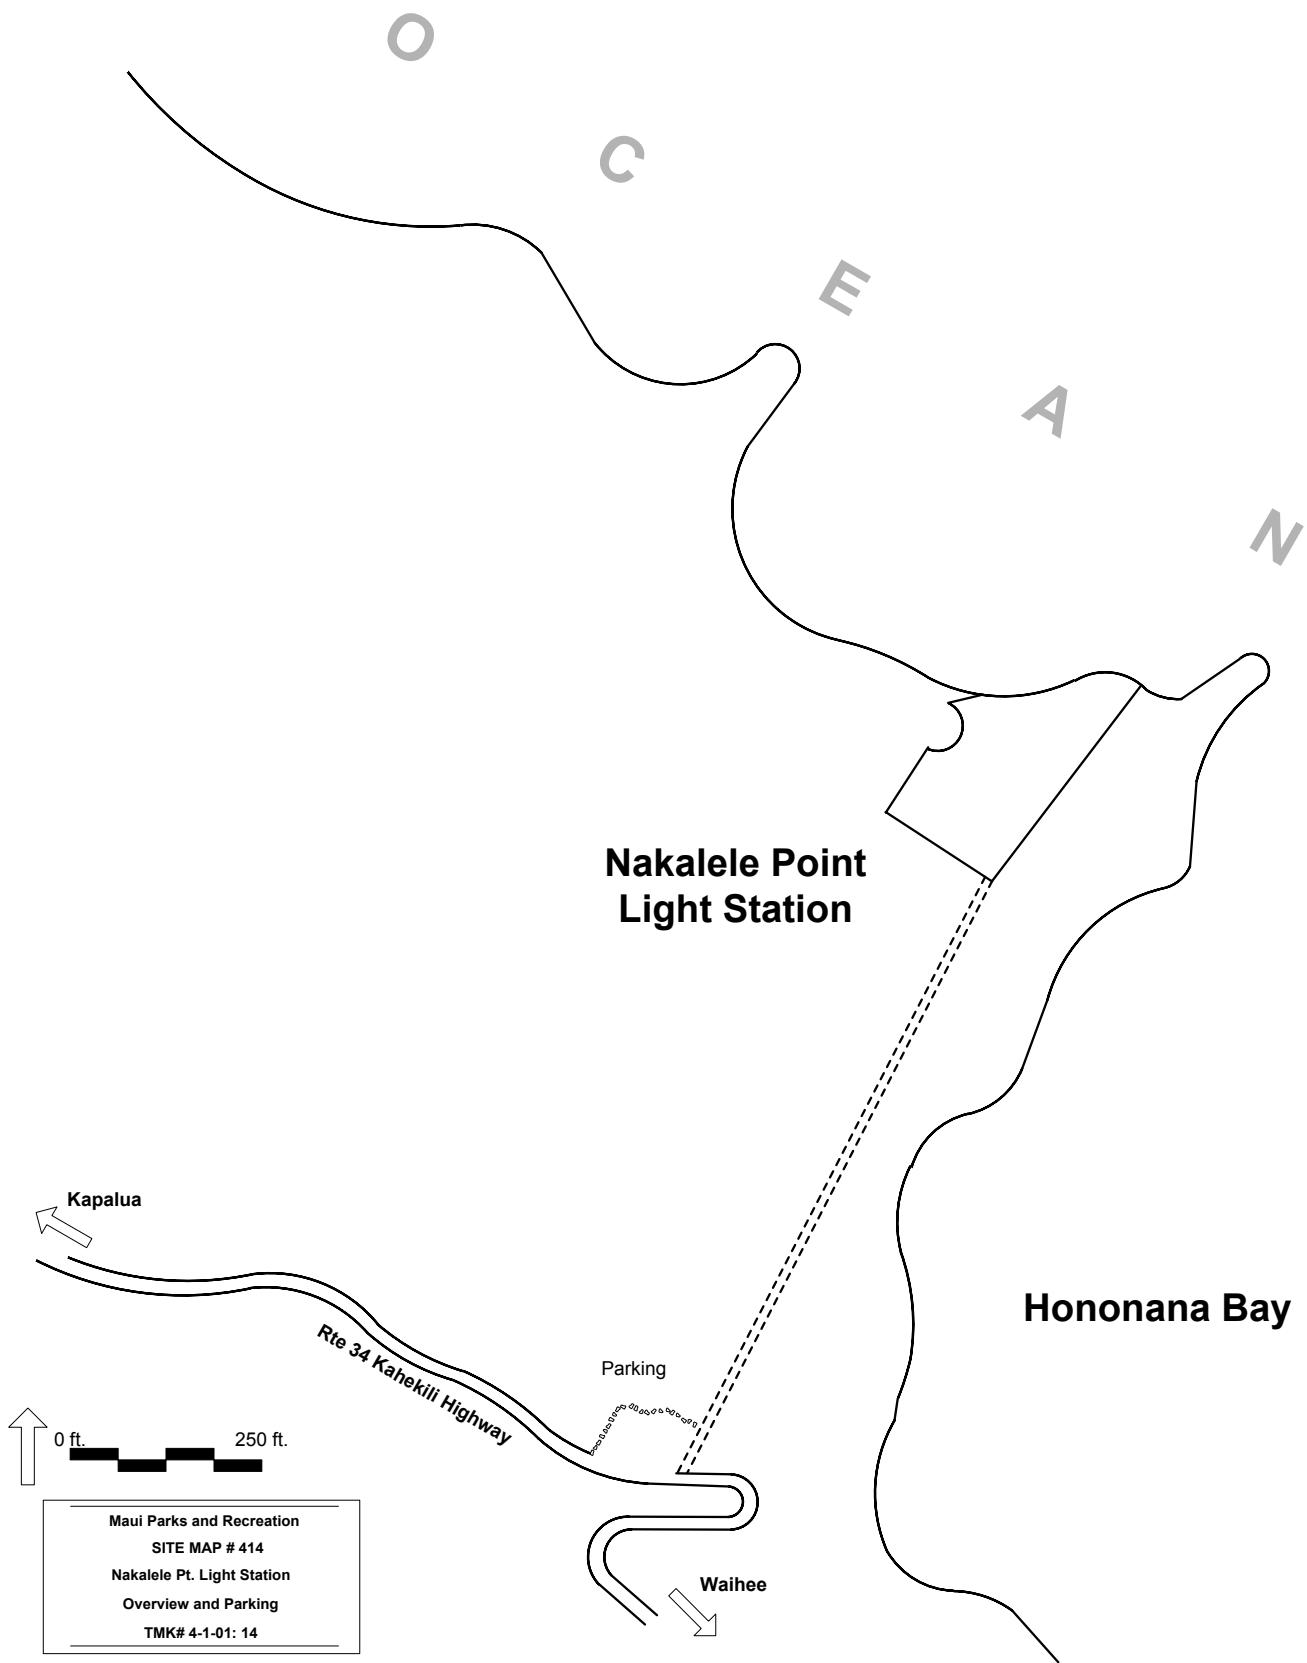 O
C
E
A
N
Nakalele Point
Light Station
Kapalua
Hononana Bay
Rte 34 Kahekili Highway
Parking
0 ft.
250 ft.
Maui Parks and Recreation
SITE MAP # 414
Nakalele Pt. Light Station
Overview and Parking
TMK# 4-1-01: 14
Waihee